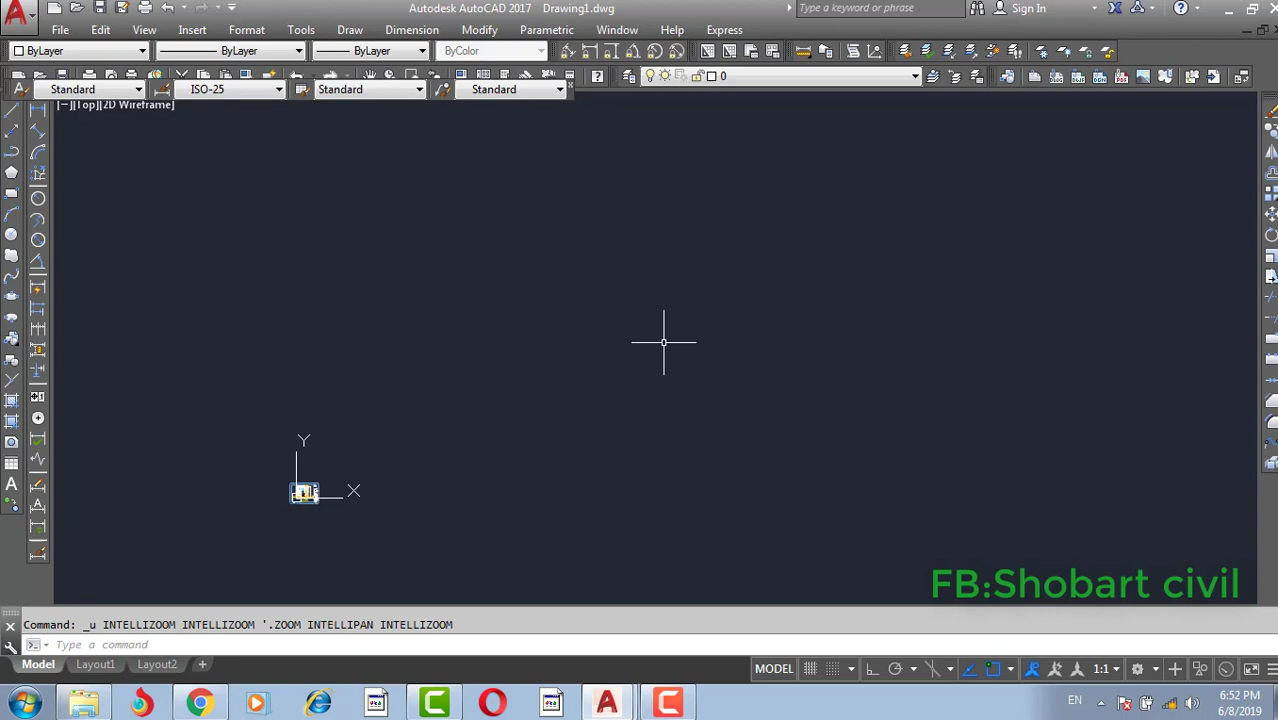 Autodesk AutoCAD 2017 Drawing1.dwg
Type a keyword or phrase
Sign In
File Edit View Insert Format Tools Draw Dimension Modify Parametric Window Help Express
ByLayer ByLayer ByLayer ByColor
0
Standard ISO-25 Standard Standard
[−][Top][2D Wireframe]
Y
X
FB:Shobart civil
Command: _u INTELLIZOOM INTELLIZOOM '.ZOOM INTELLIPAN INTELLIZOOM
Type a command
Model Layout1 Layout2 +
MODEL 1:1
EN
6:52 PM
6/8/2019